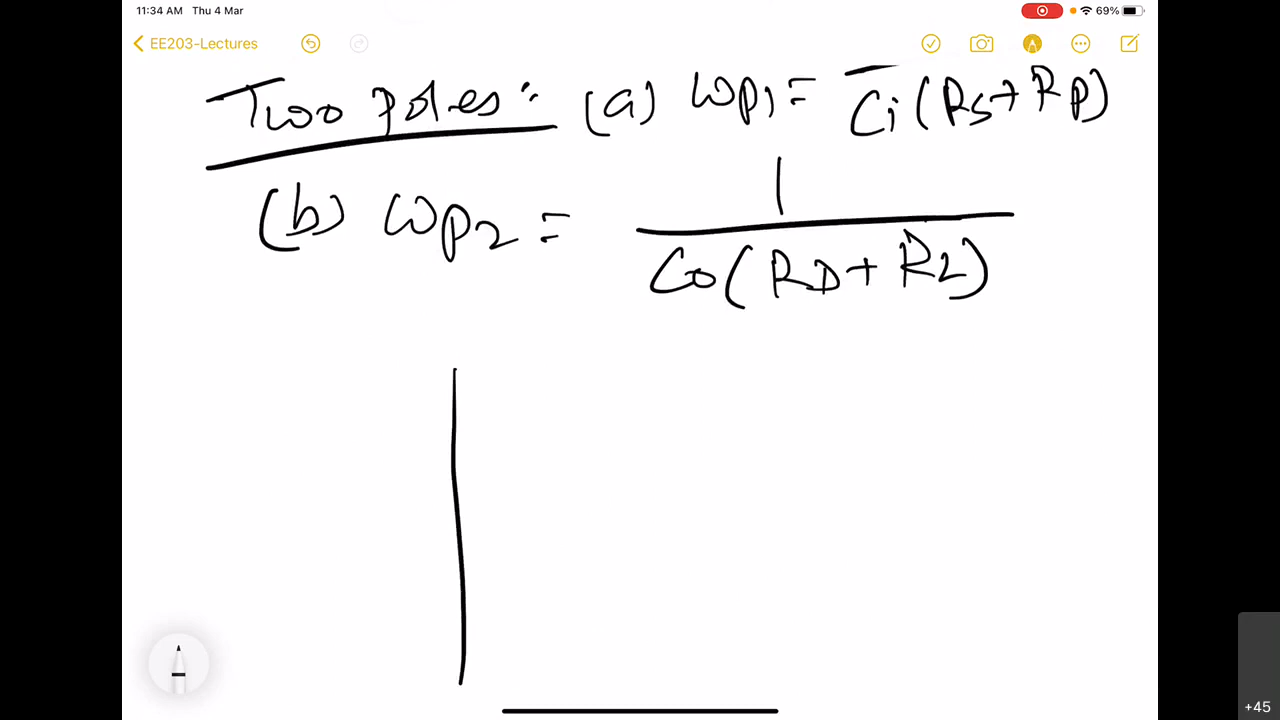 11:34 AM Thu 4 Mar
69%
EE203-Lectures
Two poles: (a) ωp1 = 
Ci(Rs+Rp)
(b) ωp2 = 1
Co(RD+RL)
+45